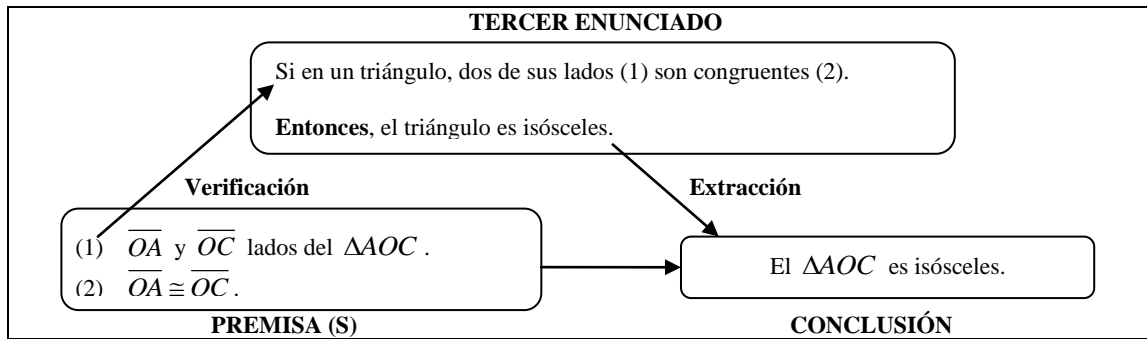 TERCER ENUNCIADO
Si en un triángulo, dos de sus lados (1) son congruentes (2).
Entonces, el triángulo es isósceles.
Verificación
Extracción
(1) OA y OC lados del ΔAOC .
(2) OA ≅ OC .
El ΔAOC es isósceles.
PREMISA (S)
CONCLUSIÓN